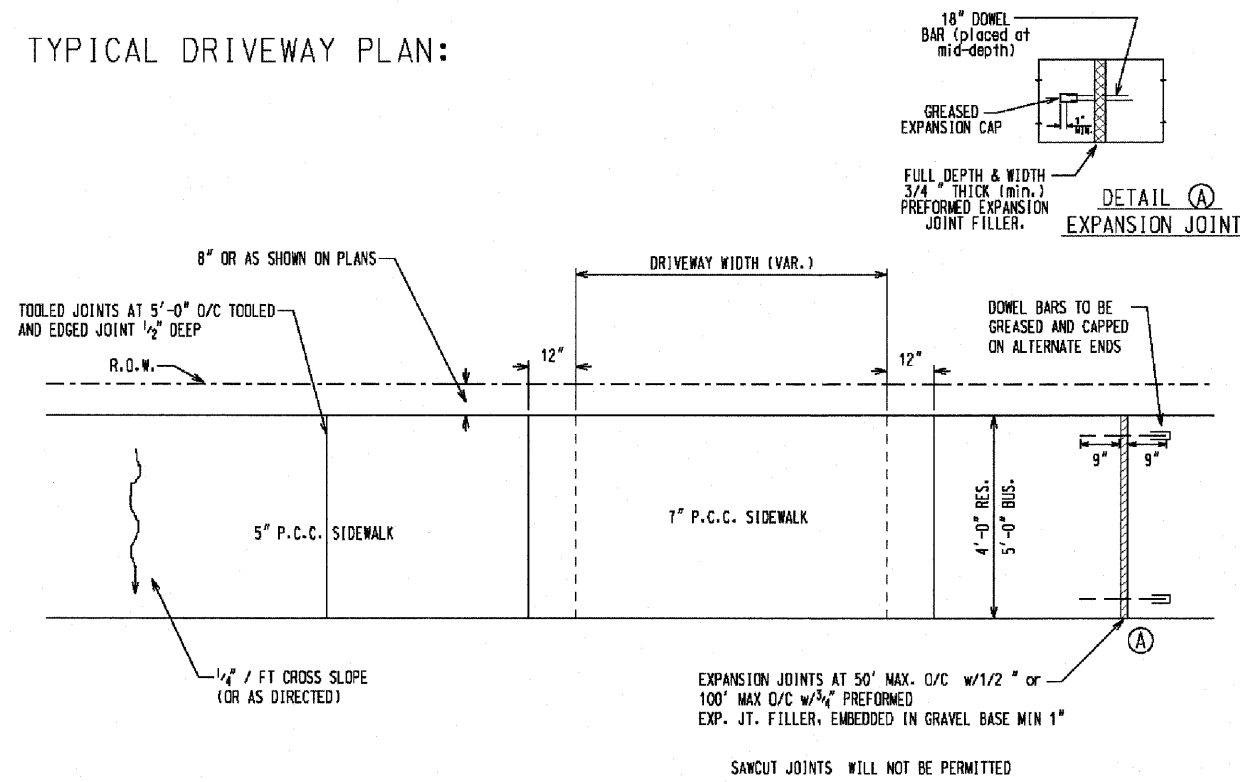 TYPICAL DRIVEWAY PLAN:
18" DOWEL
BAR (placed at
mid-depth)
GREASED
EXPANSION CAP
1"
MIN.
FULL DEPTH & WIDTH
3/4 " THICK (min.)
PREFORMED EXPANSION
JOINT FILLER.
DETAIL A
EXPANSION JOINT
8" OR AS SHOWN ON PLANS
DRIVEWAY WIDTH (VAR.)
TOOLED JOINTS AT 5'-0" O/C TOOLED
AND EDGED JOINT 1/2" DEEP
DOWEL BARS TO BE
GREASED AND CAPPED
ON ALTERNATE ENDS
R.O.W.
12"
12"
9"
9"
5" P.C.C. SIDEWALK
7" P.C.C. SIDEWALK
4'-0" RES.
5'-0" BUS.
A
1/4" / FT CROSS SLOPE
(OR AS DIRECTED)
EXPANSION JOINTS AT 50' MAX. O/C w/1/2 " or
100' MAX O/C w/3/4" PREFORMED
EXP. JT. FILLER, EMBEDDED IN GRAVEL BASE MIN 1"
SAWCUT JOINTS WILL NOT BE PERMITTED